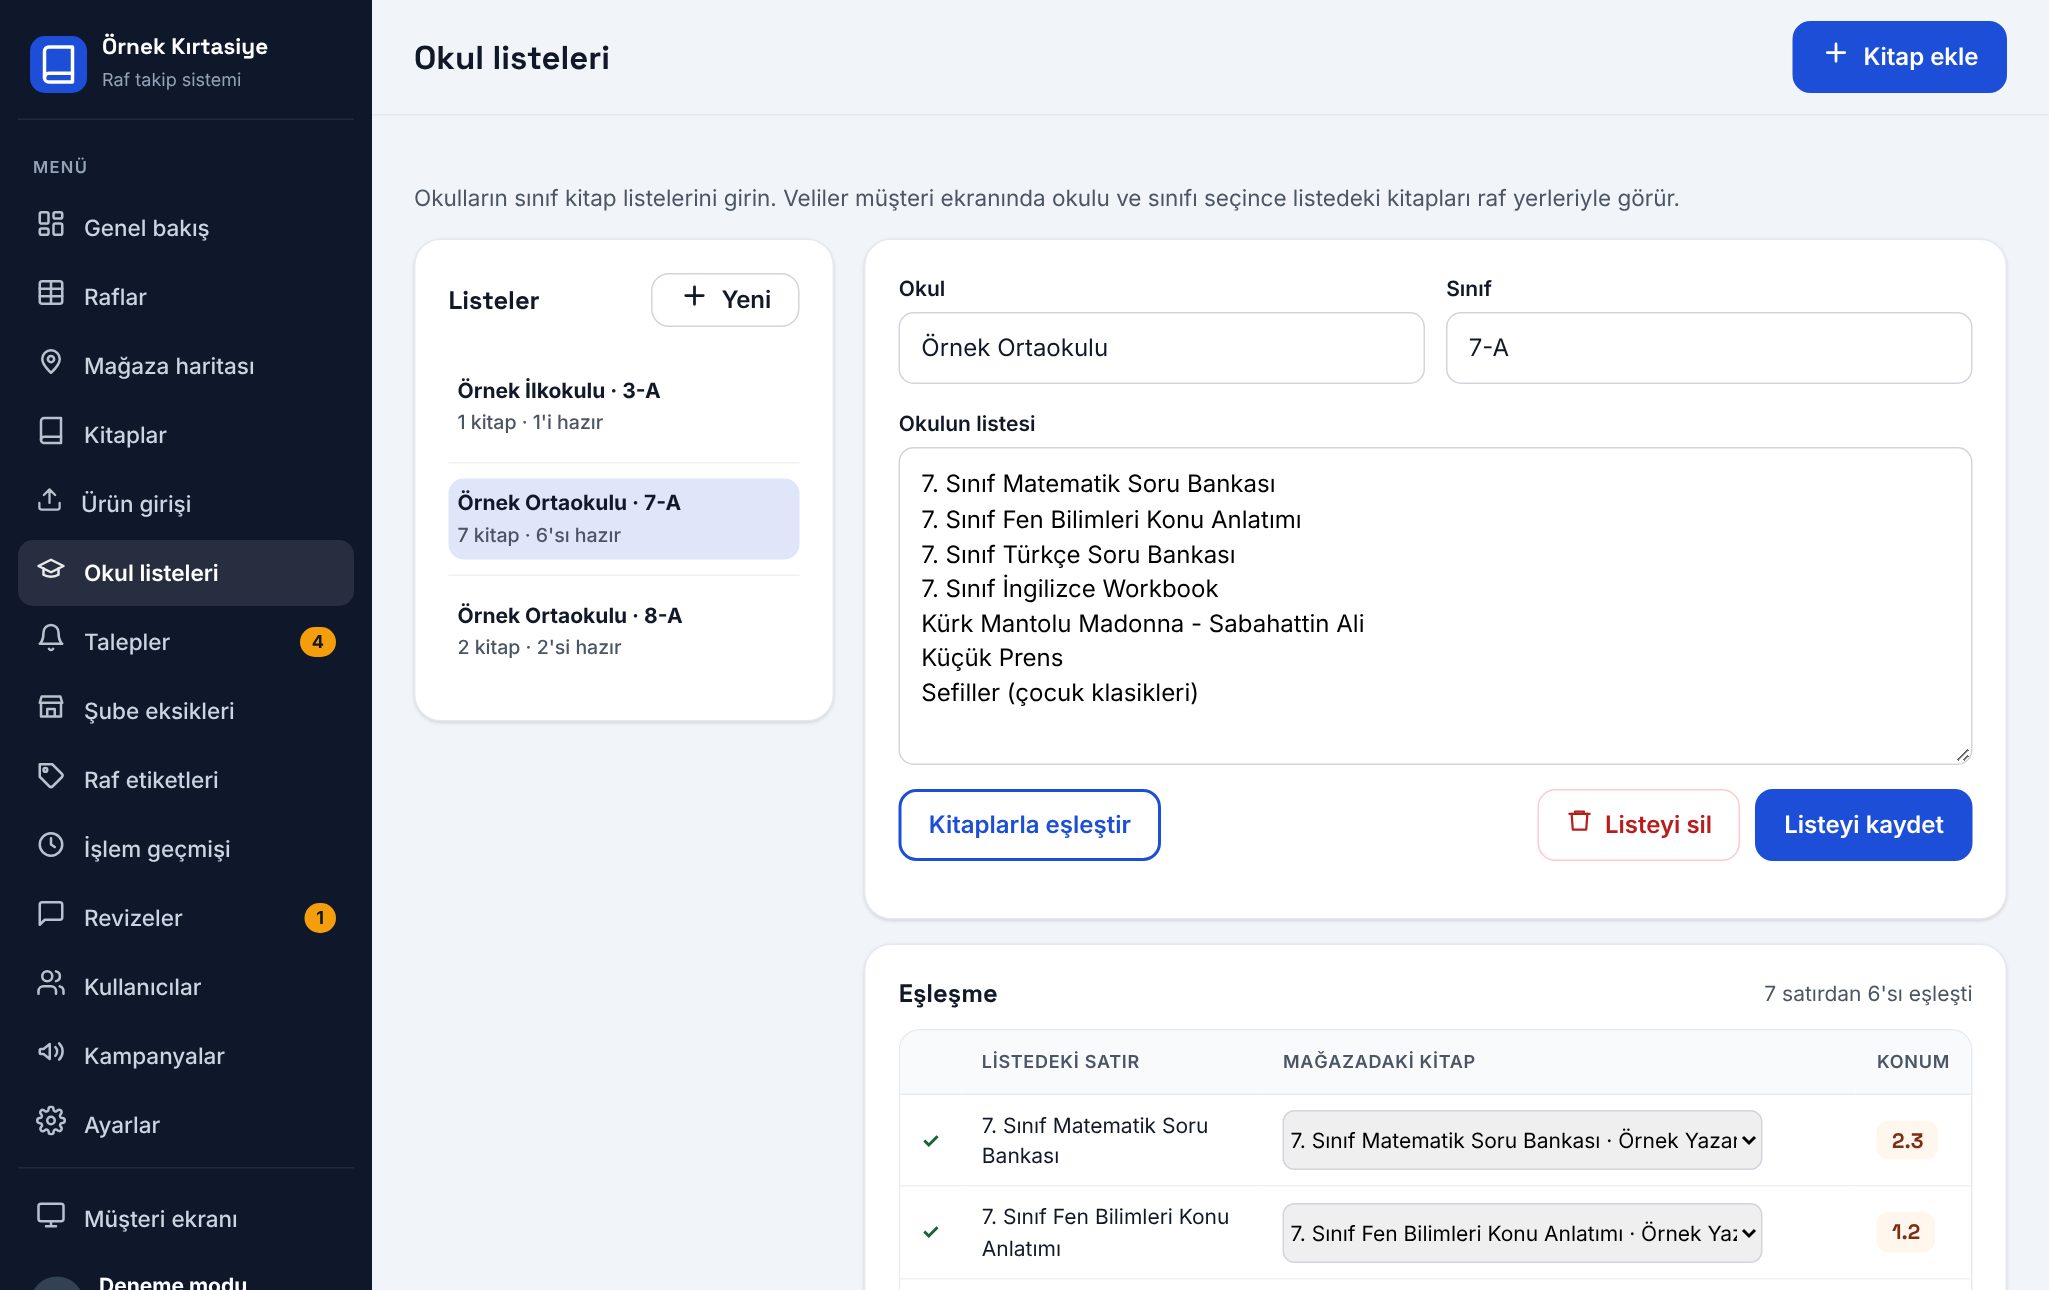 Örnek Kırtasiye
Raf takip sistemi
MENÜ
Genel bakış
Raflar
Mağaza haritası
Kitaplar
Ürün girişi
Okul listeleri
Talepler 4
Şube eksikleri
Raf etiketleri
İşlem geçmişi
Revizeler 1
Kullanıcılar
Kampanyalar
Ayarlar
Müşteri ekranı
Deneme modu
Okul listeleri
Kitap ekle
Okulların sınıf kitap listelerini girin. Veliler müşteri ekranında okulu ve sınıfı seçince listedeki kitapları raf yerleriyle görür.
Listeler
Yeni
Örnek İlkokulu · 3-A
1 kitap · 1'i hazır
Örnek Ortaokulu · 7-A
7 kitap · 6'sı hazır
Örnek Ortaokulu · 8-A
2 kitap · 2'si hazır
Okul
Sınıf
Örnek Ortaokulu
7-A
Okulun listesi
7. Sınıf Matematik Soru Bankası
7. Sınıf Fen Bilimleri Konu Anlatımı
7. Sınıf Türkçe Soru Bankası
7. Sınıf İngilizce Workbook
Kürk Mantolu Madonna - Sabahattin Ali
Küçük Prens
Sefiller (çocuk klasikleri)
Kitaplarla eşleştir
Listeyi sil
Listeyi kaydet
Eşleşme
7 satırdan 6'sı eşleşti
LİSTEDEKİ SATIR
MAĞAZADAKİ KİTAP
KONUM
7. Sınıf Matematik Soru
Bankası
7. Sınıf Matematik Soru Bankası · Örnek Yazar
2.3
7. Sınıf Fen Bilimleri Konu
Anlatımı
7. Sınıf Fen Bilimleri Konu Anlatımı · Örnek Yaz
1.2